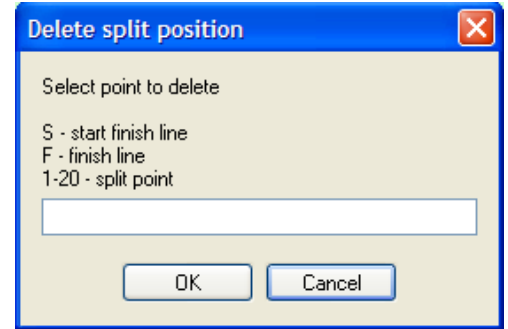 Delete split position
Select point to delete
S - start finish line
F - finish line
1-20 - split point
OK
Cancel